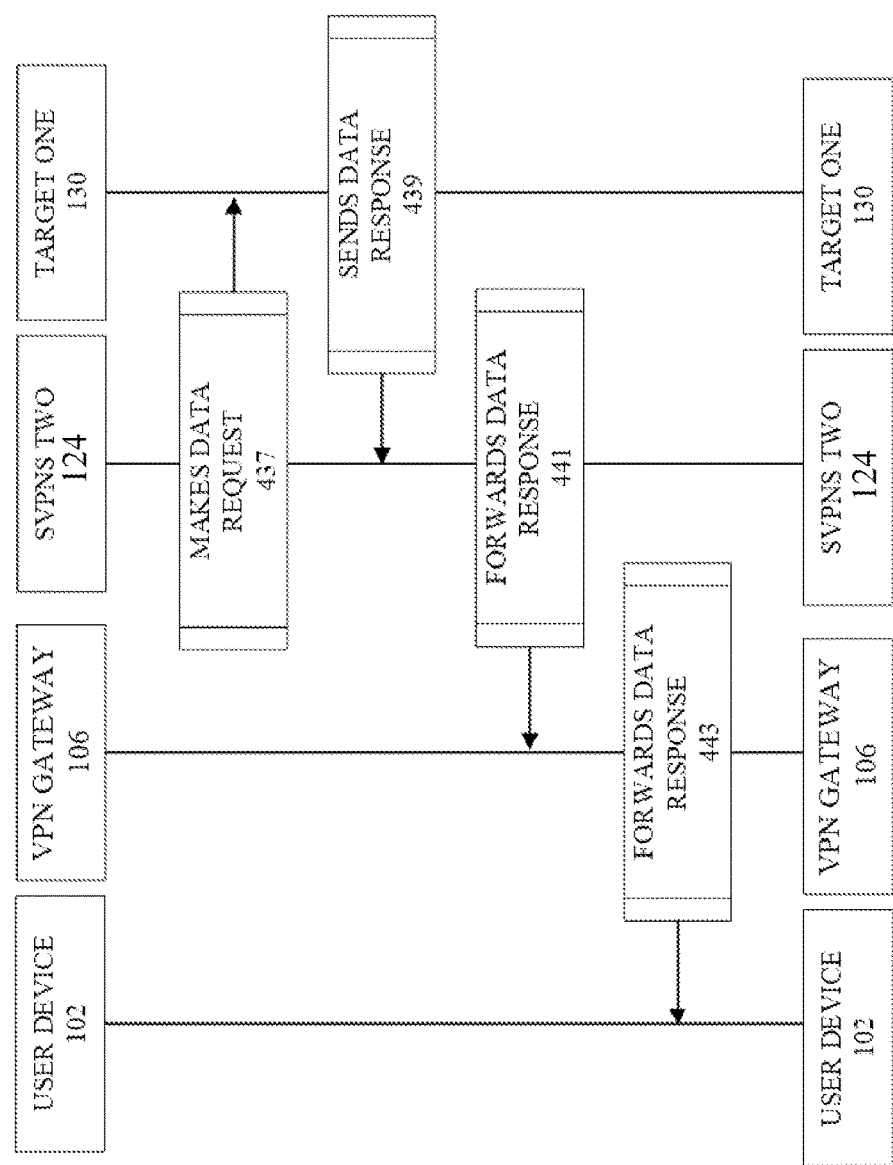 USER DEVICE
102
VPN GATEWAY
106
SVPNS TWO
124
TARGET ONE
130
MAKES DATA
REQUEST
437
SENDS DATA
RESPONSE
439
FORWARDS DATA
RESPONSE
441
FORWARDS DATA
RESPONSE
443
USER DEVICE
102
VPN GATEWAY
106
SVPNS TWO
124
TARGET ONE
130